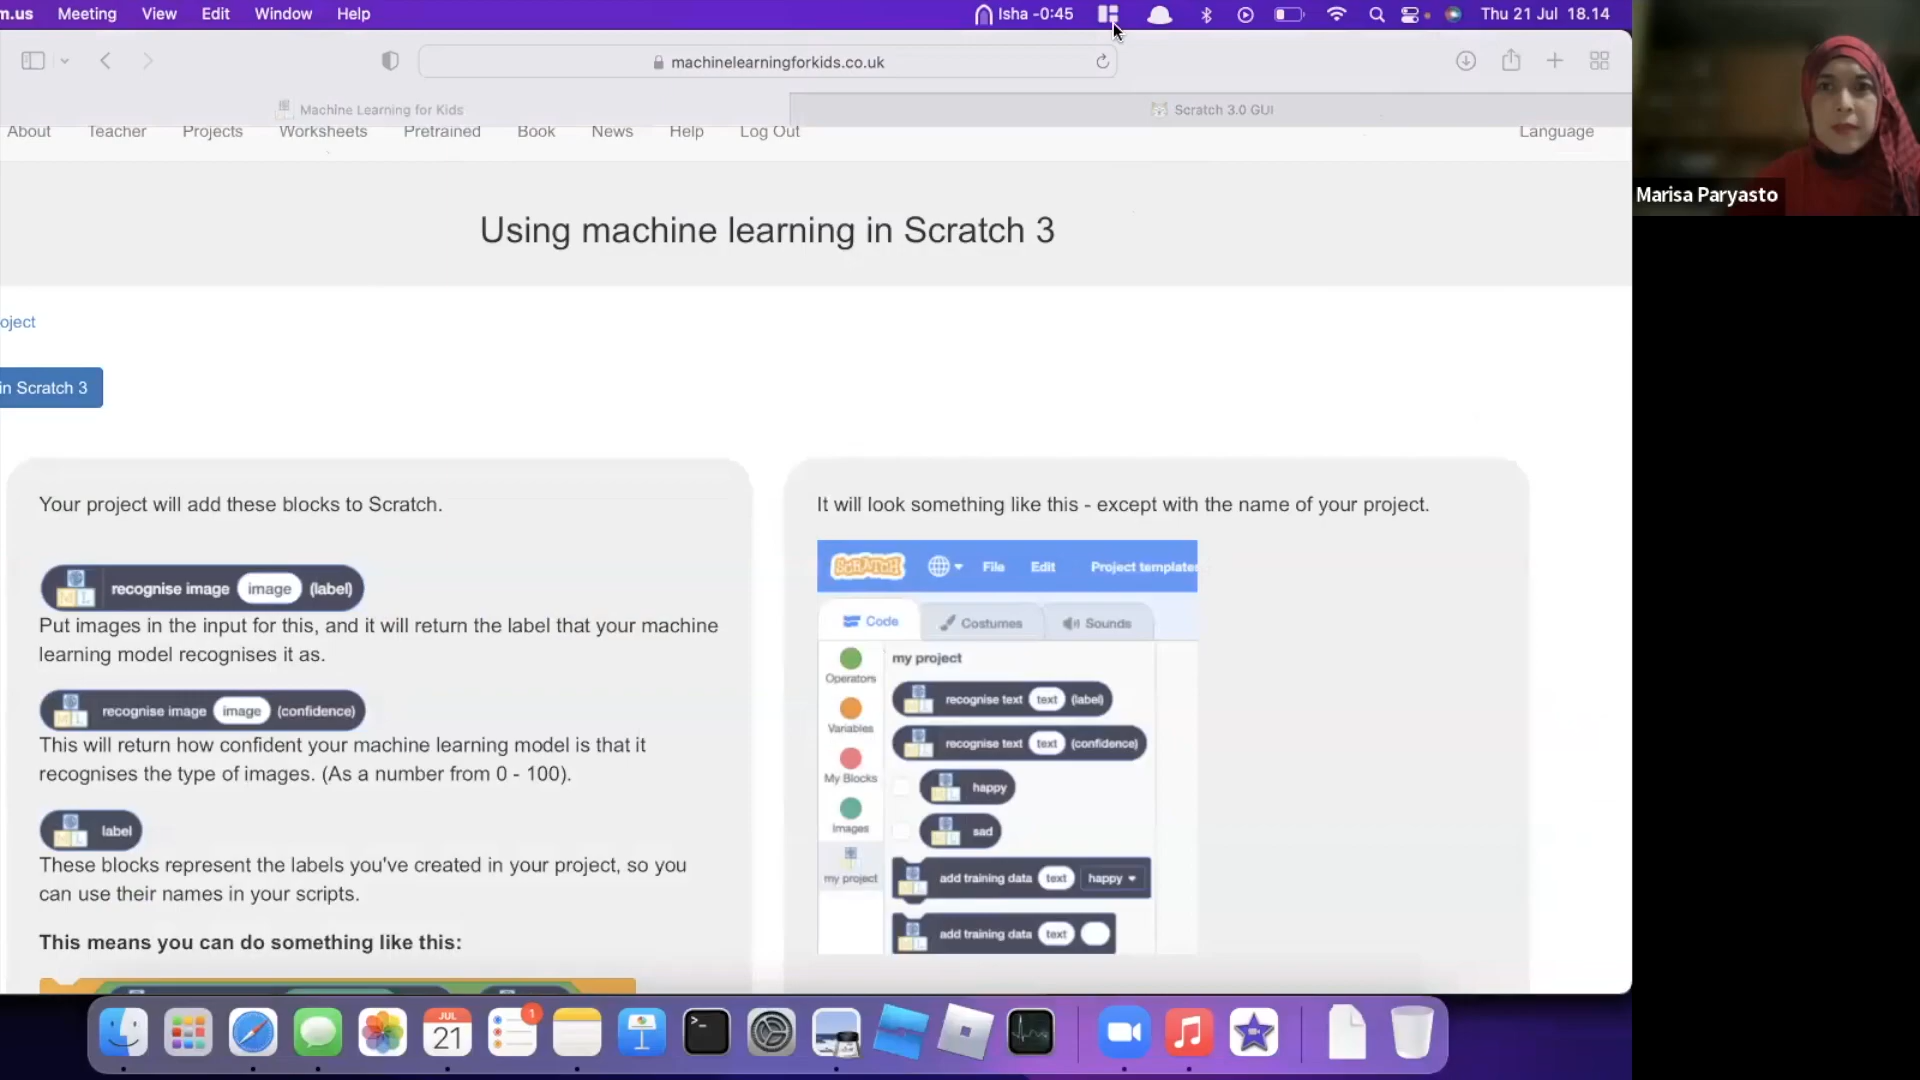 m.us Meeting View Edit Window Help Isha -0:45 Thu 21 Jul 18.14
machinelearningforkids.co.uk
Machine Learning for Kids Scratch 3.0 GUI
About Teacher Projects Worksheets Pretrained Book News Help Log Out Language
Marisa Paryasto
Using machine learning in Scratch 3
oject
in Scratch 3
Your project will add these blocks to Scratch.
recognise image image (label)
Put images in the input for this, and it will return the label that your machine
learning model recognises it as.
recognise image image (confidence)
This will return how confident your machine learning model is that it
recognises the type of images. (As a number from 0 - 100).
label
These blocks represent the labels you've created in your project, so you
can use their names in your scripts.
This means you can do something like this:
It will look something like this - except with the name of your project.
SCRATCH File Edit Project templates
Code Costumes Sounds
my project
Operators
Variables
My Blocks
Images
my project
recognise text text (label)
recognise text text (confidence)
happy
sad
add training data text happy
add training data text
JUL
21
1